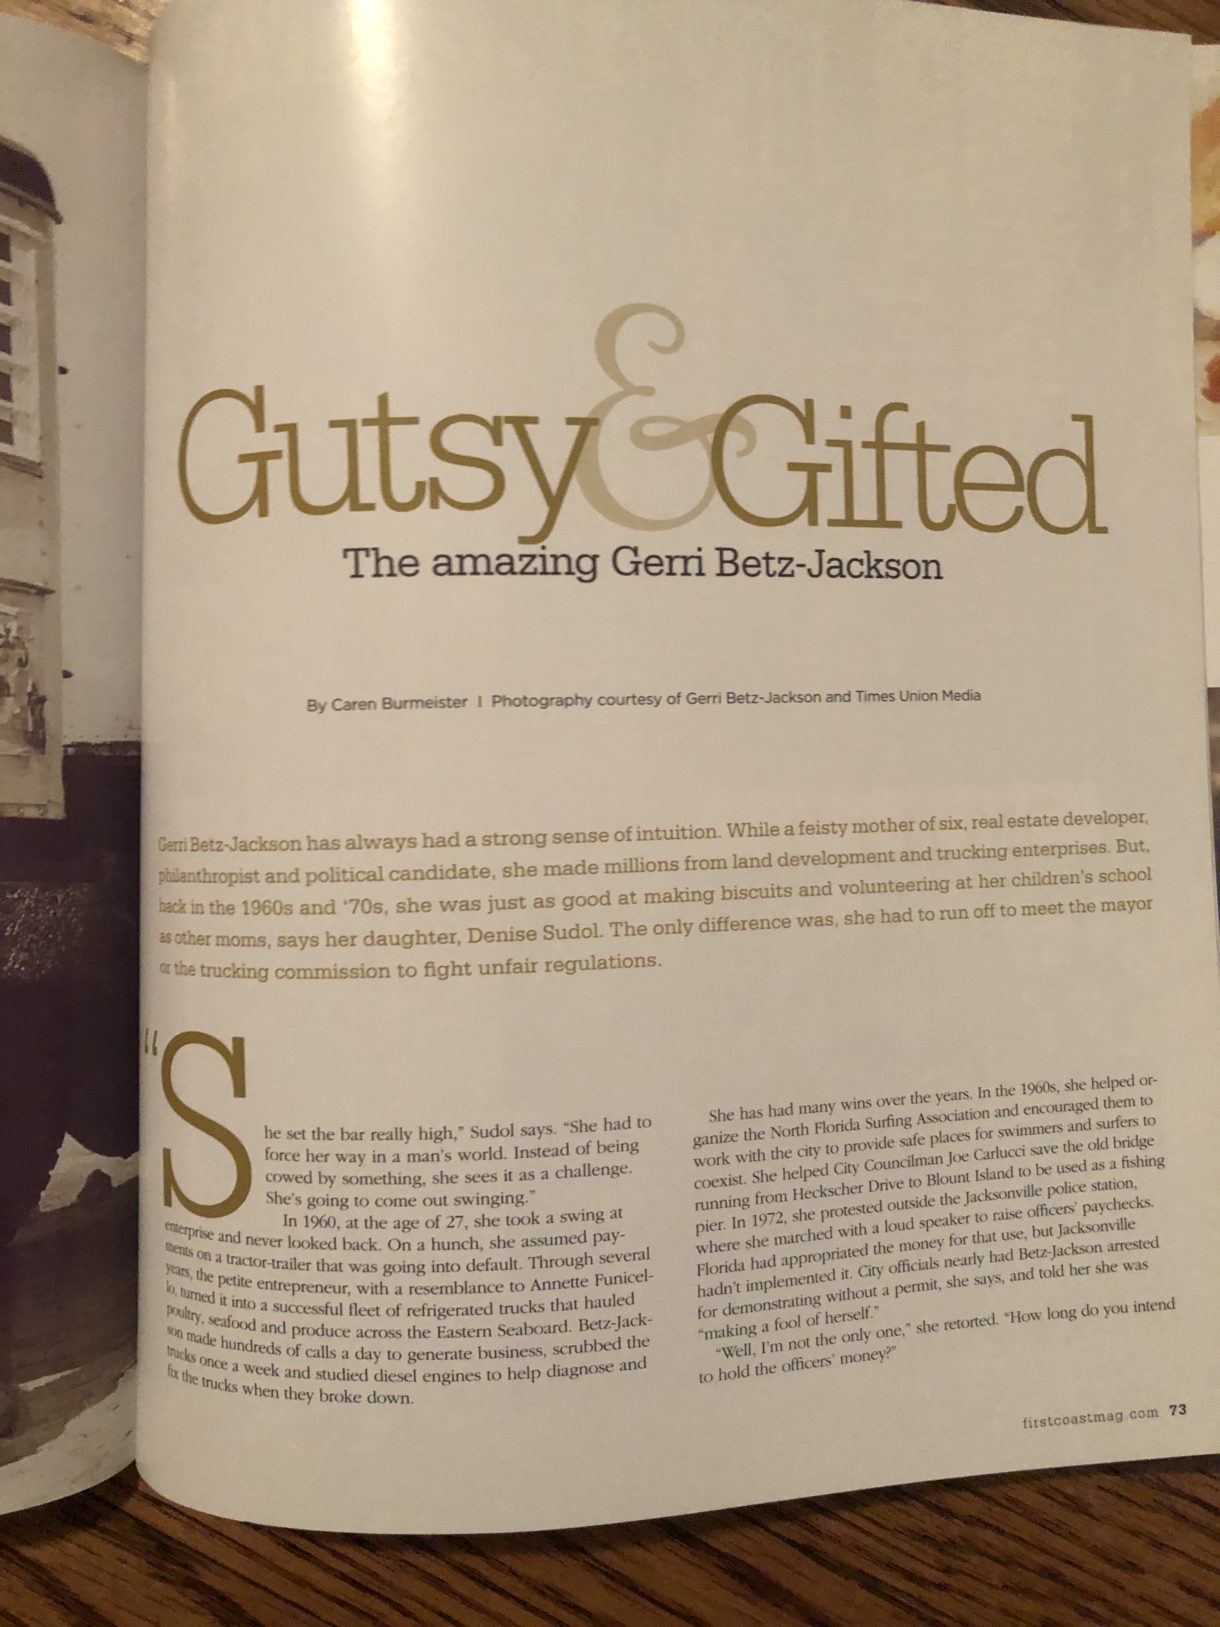 Gutsy & Gifted
The amazing Gerri Betz-Jackson
By Caren Burmeister | Photography courtesy of Gerri Betz-Jackson and Times Union Media
Gerri Betz-Jackson has always had a strong sense of intuition. While a feisty mother of six, real estate developer,
philanthropist and political candidate, she made millions from land development and trucking enterprises. But,
back in the 1960s and ‘70s, she was just as good at making biscuits and volunteering at her children's school
as other moms, says her daughter, Denise Sudol. The only difference was, she had to run off to meet the mayor
or the trucking commission to fight unfair regulations.
“She set the bar really high,” Sudol says. “She had to
force her way in a man's world. Instead of being
cowed by something, she sees it as a challenge.
She's going to come out swinging.”
In 1960, at the age of 27, she took a swing at
enterprise and never looked back. On a hunch, she assumed pay-
ments on a tractor-trailer that was going into default. Through several
years, the petite entrepreneur, with a resemblance to Annette Funicel-
lo, turned it into a successful fleet of refrigerated trucks that hauled
poultry, seafood and produce across the Eastern Seaboard. Betz-Jack-
son made hundreds of calls a day to generate business, scrubbed the
trucks once a week and studied diesel engines to help diagnose and
fix the trucks when they broke down.
She has had many wins over the years. In the 1960s, she helped or-
ganize the North Florida Surfing Association and encouraged them to
work with the city to provide safe places for swimmers and surfers to
coexist. She helped City Councilman Joe Carlucci save the old bridge
running from Heckscher Drive to Blount Island to be used as a fishing
pier. In 1972, she protested outside the Jacksonville police station,
where she marched with a loud speaker to raise officers' paychecks.
Florida had appropriated the money for that use, but Jacksonville
hadn't implemented it. City officials nearly had Betz-Jackson arrested
for demonstrating without a permit, she says, and told her she was
“making a fool of herself.”
“Well, I'm not the only one,” she retorted. “How long do you intend
to hold the officers' money?”
firstcoastmag.com 73